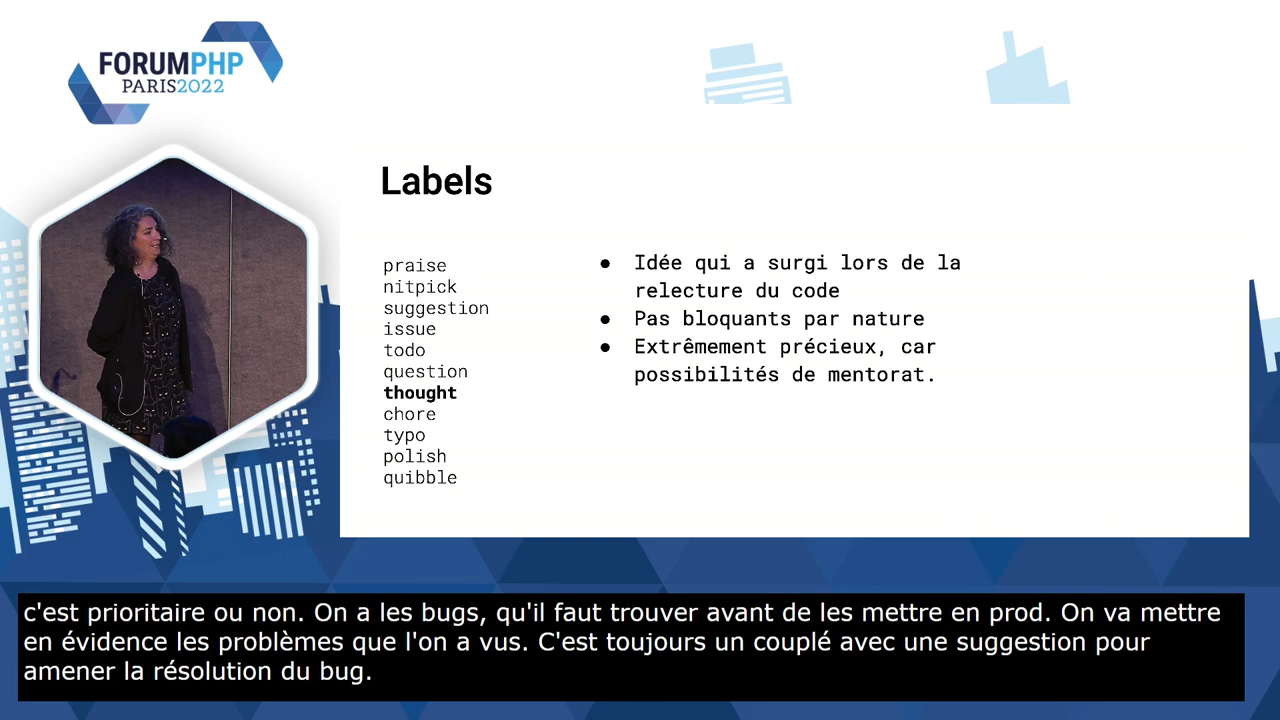 FORUMPHP
PARIS2022
Labels
praise
nitpick
suggestion
issue
todo
question
thought
chore
typo
polish
quibble
● Idée qui a surgi lors de la
relecture du code
● Pas bloquants par nature
● Extrêmement précieux, car
possibilités de mentorat.
c'est prioritaire ou non. On a les bugs, qu'il faut trouver avant de les mettre en prod. On va mettre
en évidence les problèmes que l'on a vus. C'est toujours un couplé avec une suggestion pour
amener la résolution du bug.